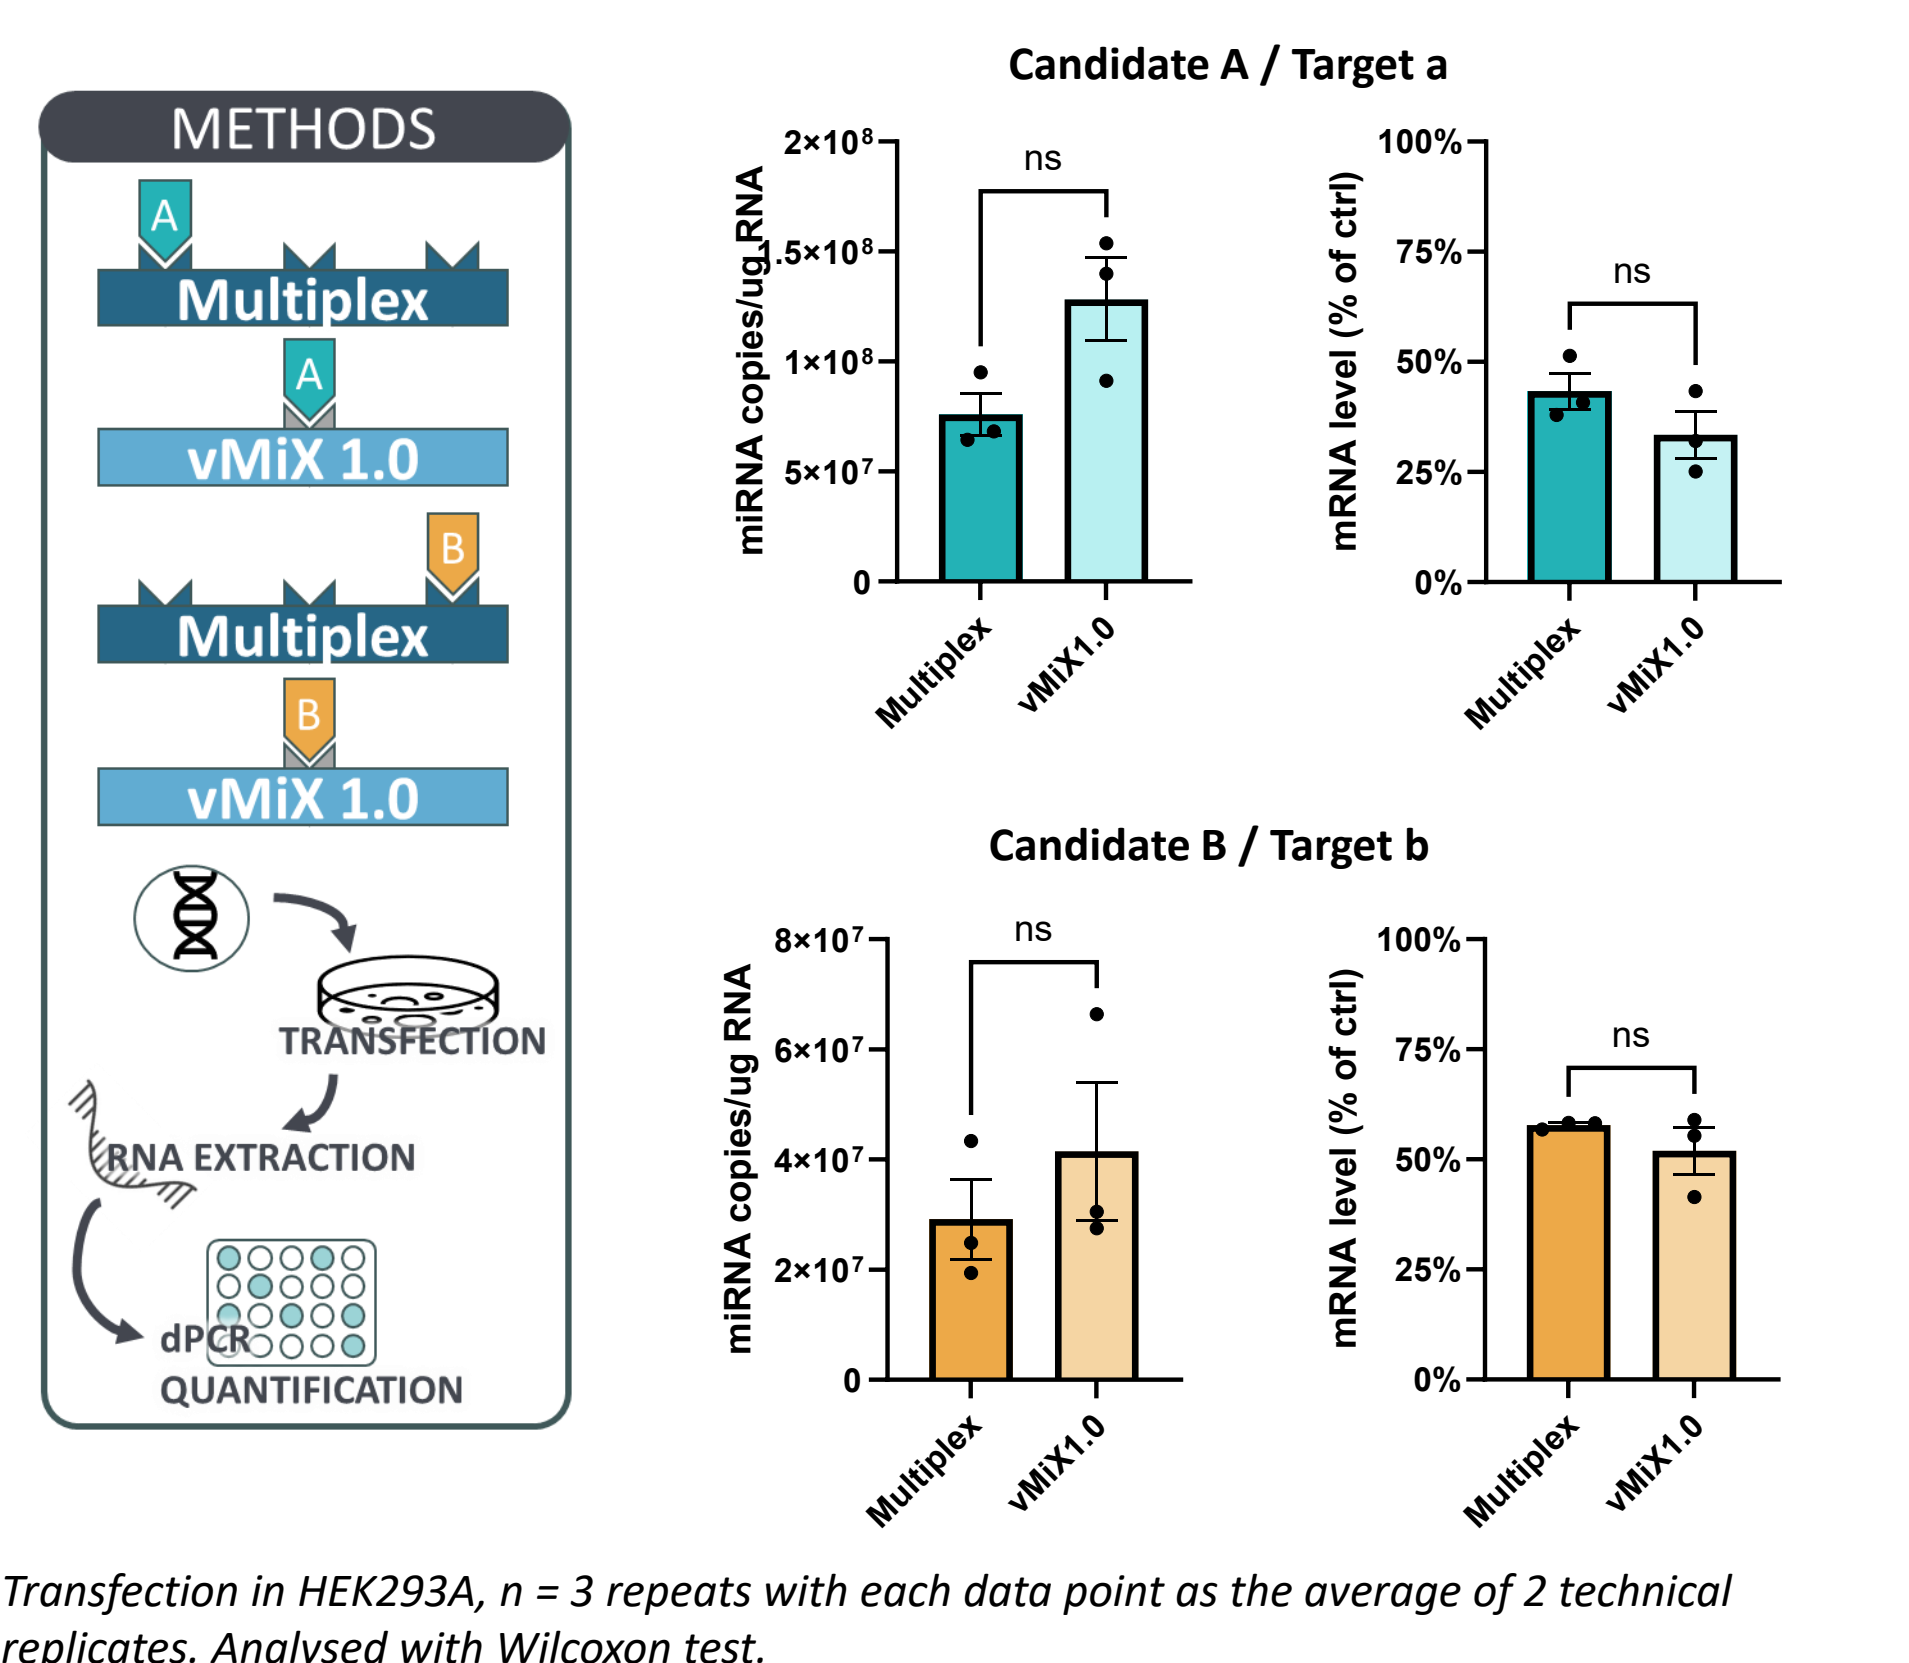 METHODS
A
Multiplex
A
vMiX 1.0
B
Multiplex
B
vMiX 1.0
TRANSFECTION
RNA EXTRACTION
dPCR
QUANTIFICATION
Candidate A / Target a
miRNA copies/ug RNA
2×10⁸
1.5×10⁸
1×10⁸
5×10⁷
0
ns
Multiplex
vMiX1.0
mRNA level (% of ctrl)
100%
75%
50%
25%
0%
ns
Multiplex
vMiX1.0
Candidate B / Target b
miRNA copies/ug RNA
8×10⁷
6×10⁷
4×10⁷
2×10⁷
0
ns
Multiplex
vMiX1.0
mRNA level (% of ctrl)
100%
75%
50%
25%
0%
ns
Multiplex
vMiX1.0
Transfection in HEK293A, n = 3 repeats with each data point as the average of 2 technical
replicates. Analysed with Wilcoxon test.